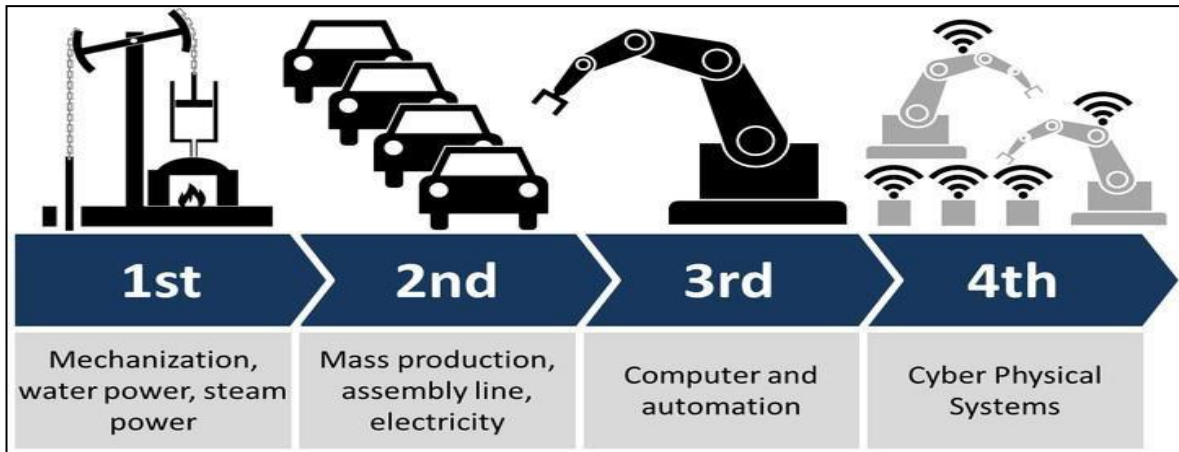 1st
2nd
3rd
4th
Mechanization,
water power, steam
power
Mass production,
assembly line,
electricity
Computer and
automation
Cyber Physical
Systems